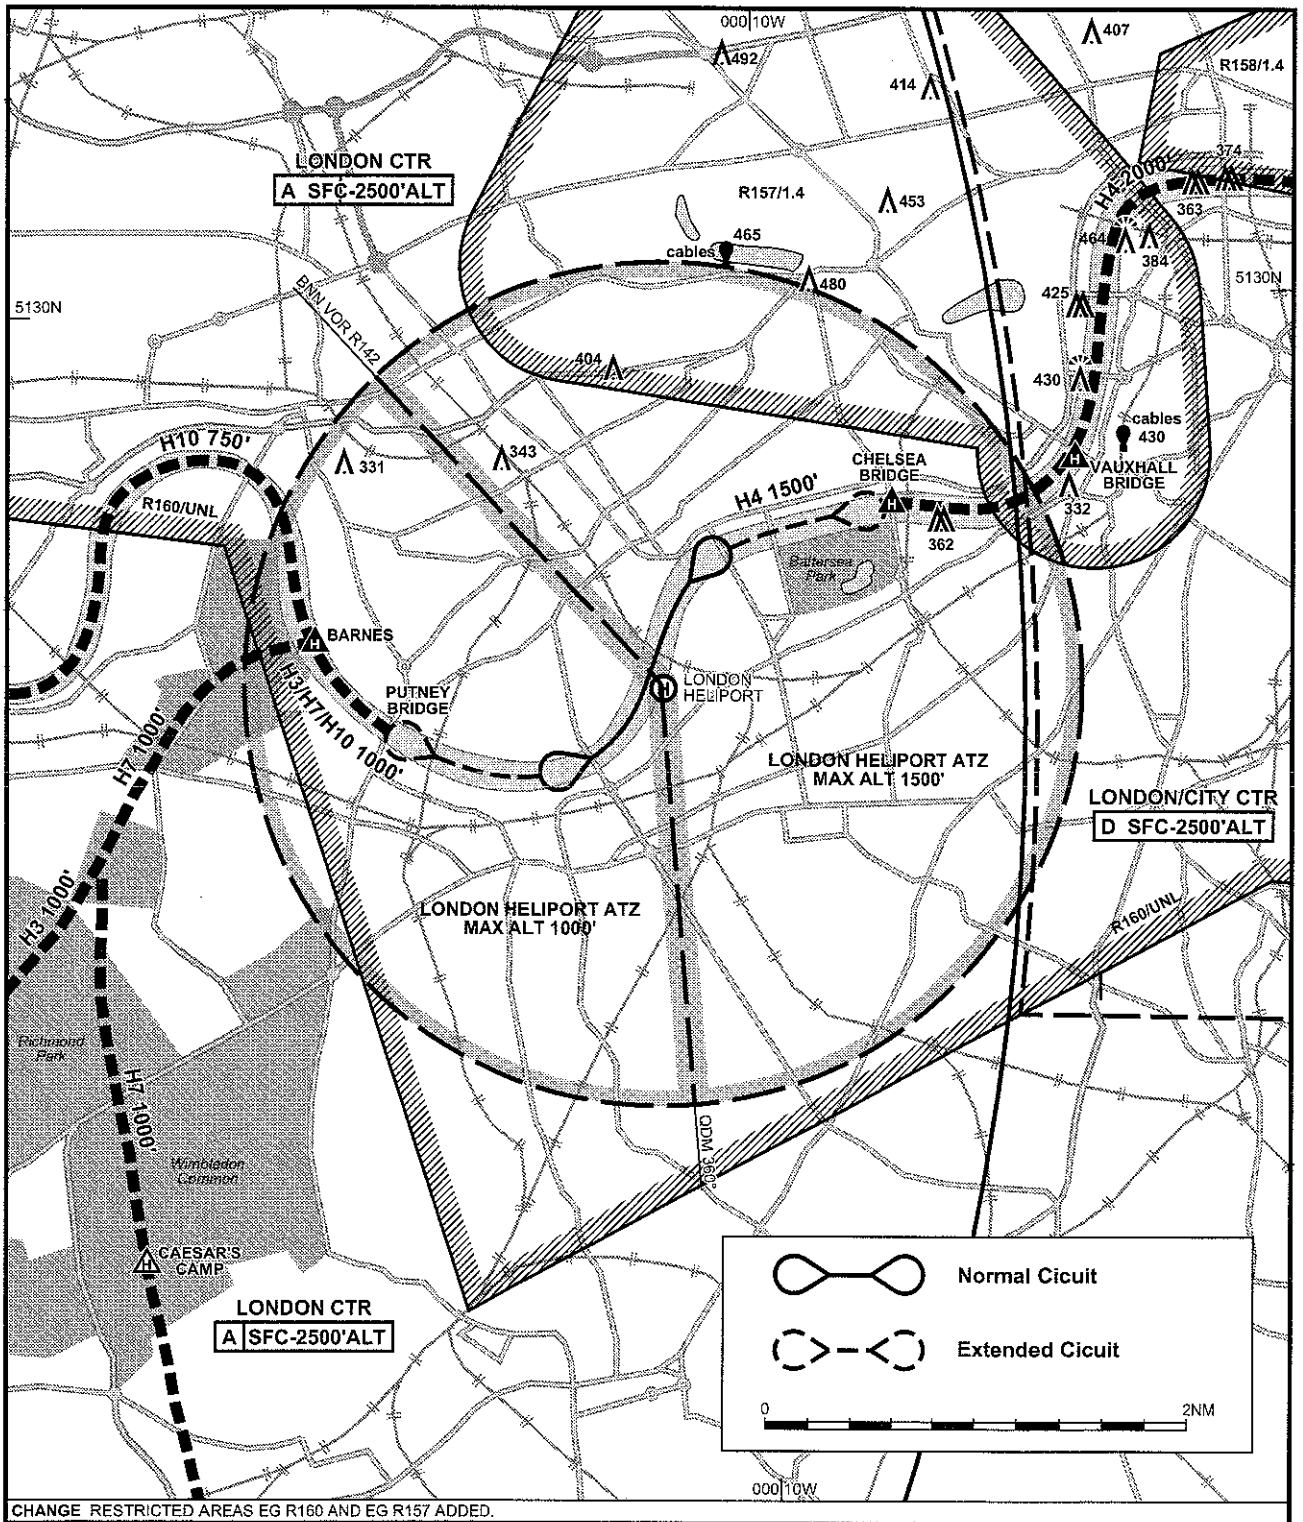 000 10W
407
492
R158/1.4
414
374
LONDON CTR
A SFC-2500'ALT
H4 2000'
R157/1.4
453
363
465
cables
464
384
5130N
480
5130N
BNN VOR R142
425
404
430
cables
430
H10 750'
331
343
CHELSEA
BRIDGE
VAUXHALL
BRIDGE
R160/UNL
H4 1500'
H
H
332
362
Battersea
Park
BARNES
H
H3/H7/H10 1000'
PUTNEY
BRIDGE
H
LONDON
HELIPORT
H7 1000'
LONDON HELIPORT ATZ
MAX ALT 1500'
LONDON/CITY CTR
D SFC-2500'ALT
H3 1000'
LONDON HELIPORT ATZ
MAX ALT 1000'
R160/UNL
Richmond
Park
H7 1000'
QDM 360°
Wimbledon
Common
H
CAESAR'S
CAMP
LONDON CTR
A SFC-2500'ALT
Normal Cicuit
Extended Cicuit
0 2NM
000 10W
CHANGE RESTRICTED AREAS EG R160 AND EG R157 ADDED.